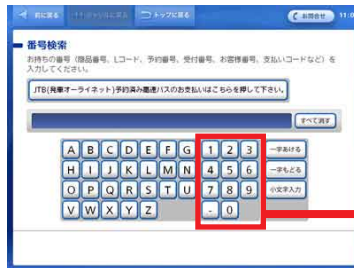 前に戻る
トップに戻る
お問合せ 11:0
番号検索
お持ちの番号（商品番号、Lコード、予約番号、受付番号、お客様番号、支払いコードなど）を
入力してください。
JTB(発車オーライネット)予約済み高速バスのお支払いはこちらを押して下さい。
すべて消す
A B C D E F G 1 2 3 一字あける
H I J K L M N 4 5 6 一字もどる
O P Q R S T U 7 8 9 小文字入力
V W X Y Z - 0